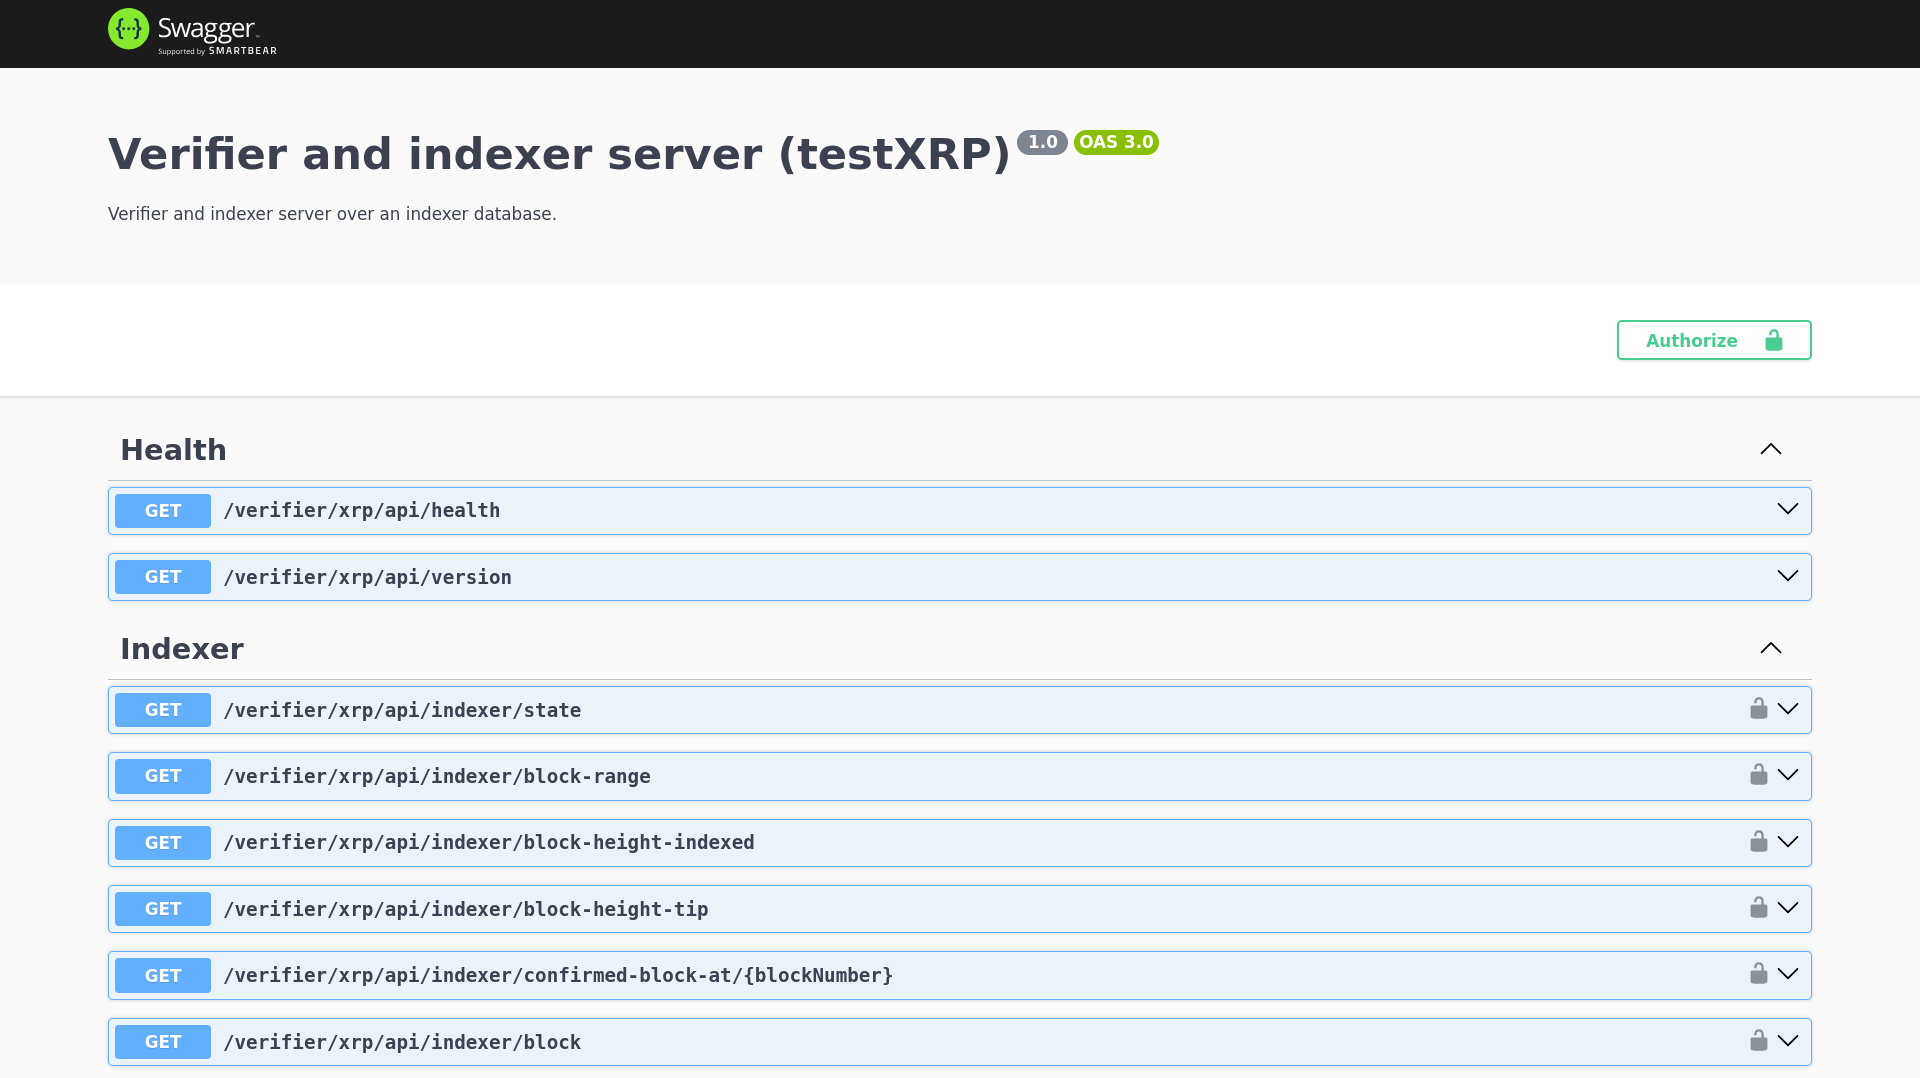 Swagger
Supported by SMARTBEAR
Verifier and indexer server (testXRP) 1.0 OAS 3.0
Verifier and indexer server over an indexer database.
Authorize
Health
GET /verifier/xrp/api/health
GET /verifier/xrp/api/version
Indexer
GET /verifier/xrp/api/indexer/state
GET /verifier/xrp/api/indexer/block-range
GET /verifier/xrp/api/indexer/block-height-indexed
GET /verifier/xrp/api/indexer/block-height-tip
GET /verifier/xrp/api/indexer/confirmed-block-at/{blockNumber}
GET /verifier/xrp/api/indexer/block